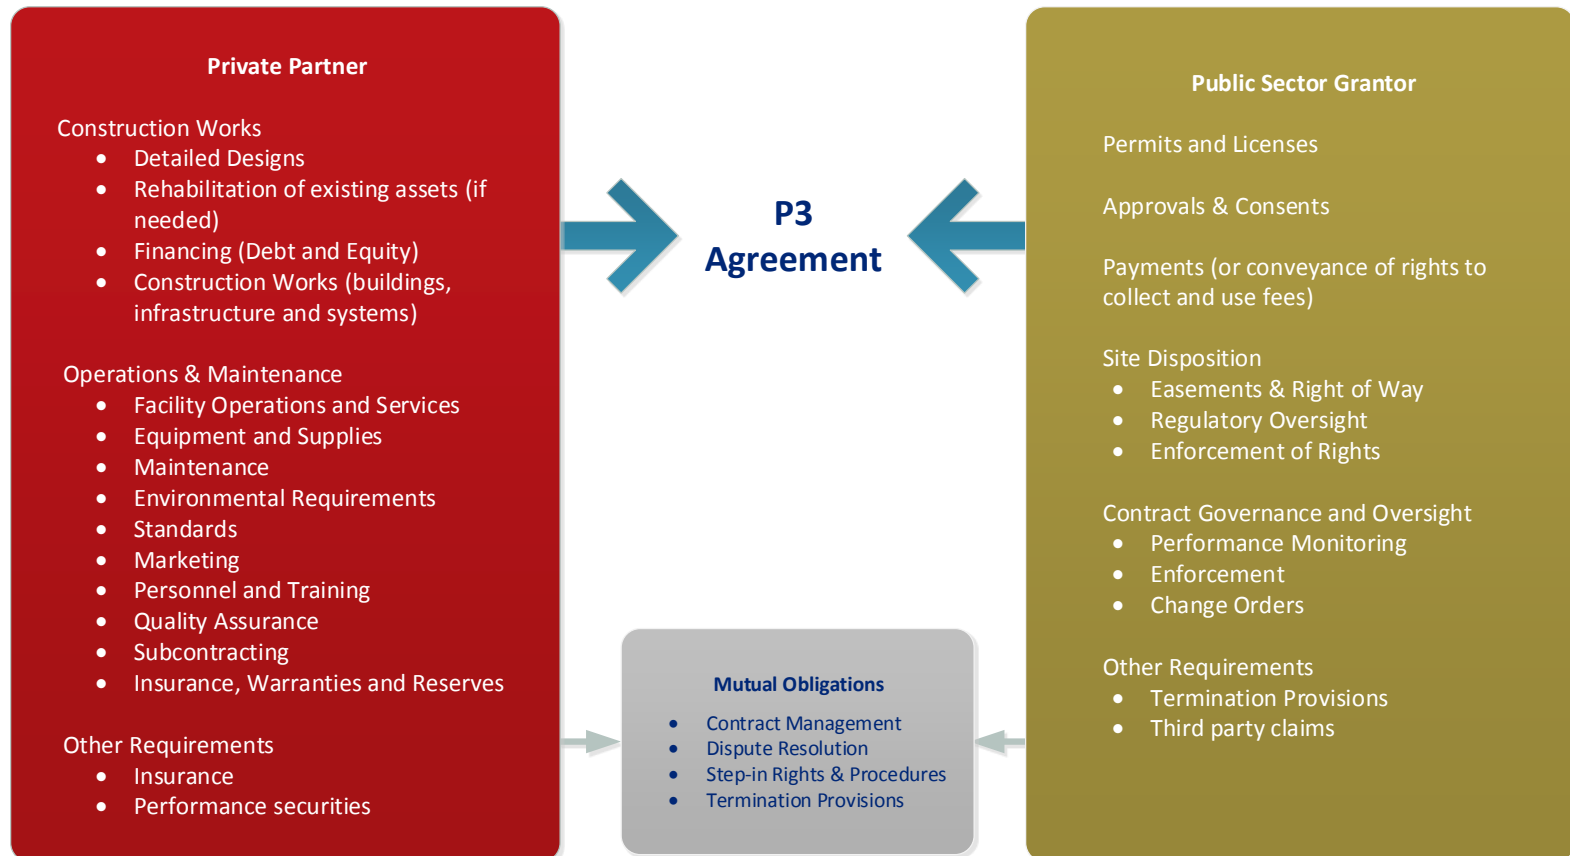 Private Partner
Construction Works
• Detailed Designs
• Rehabilitation of existing assets (if
needed)
• Financing (Debt and Equity)
• Construction Works (buildings,
infrastructure and systems)
Operations & Maintenance
• Facility Operations and Services
• Equipment and Supplies
• Maintenance
• Environmental Requirements
• Standards
• Marketing
• Personnel and Training
• Quality Assurance
• Subcontracting
• Insurance, Warranties and Reserves
Other Requirements
• Insurance
• Performance securities
P3
Agreement
Mutual Obligations
• Contract Management
• Dispute Resolution
• Step-in Rights & Procedures
• Termination Provisions
Public Sector Grantor
Permits and Licenses
Approvals & Consents
Payments (or conveyance of rights to
collect and use fees)
Site Disposition
• Easements & Right of Way
• Regulatory Oversight
• Enforcement of Rights
Contract Governance and Oversight
• Performance Monitoring
• Enforcement
• Change Orders
Other Requirements
• Termination Provisions
• Third party claims